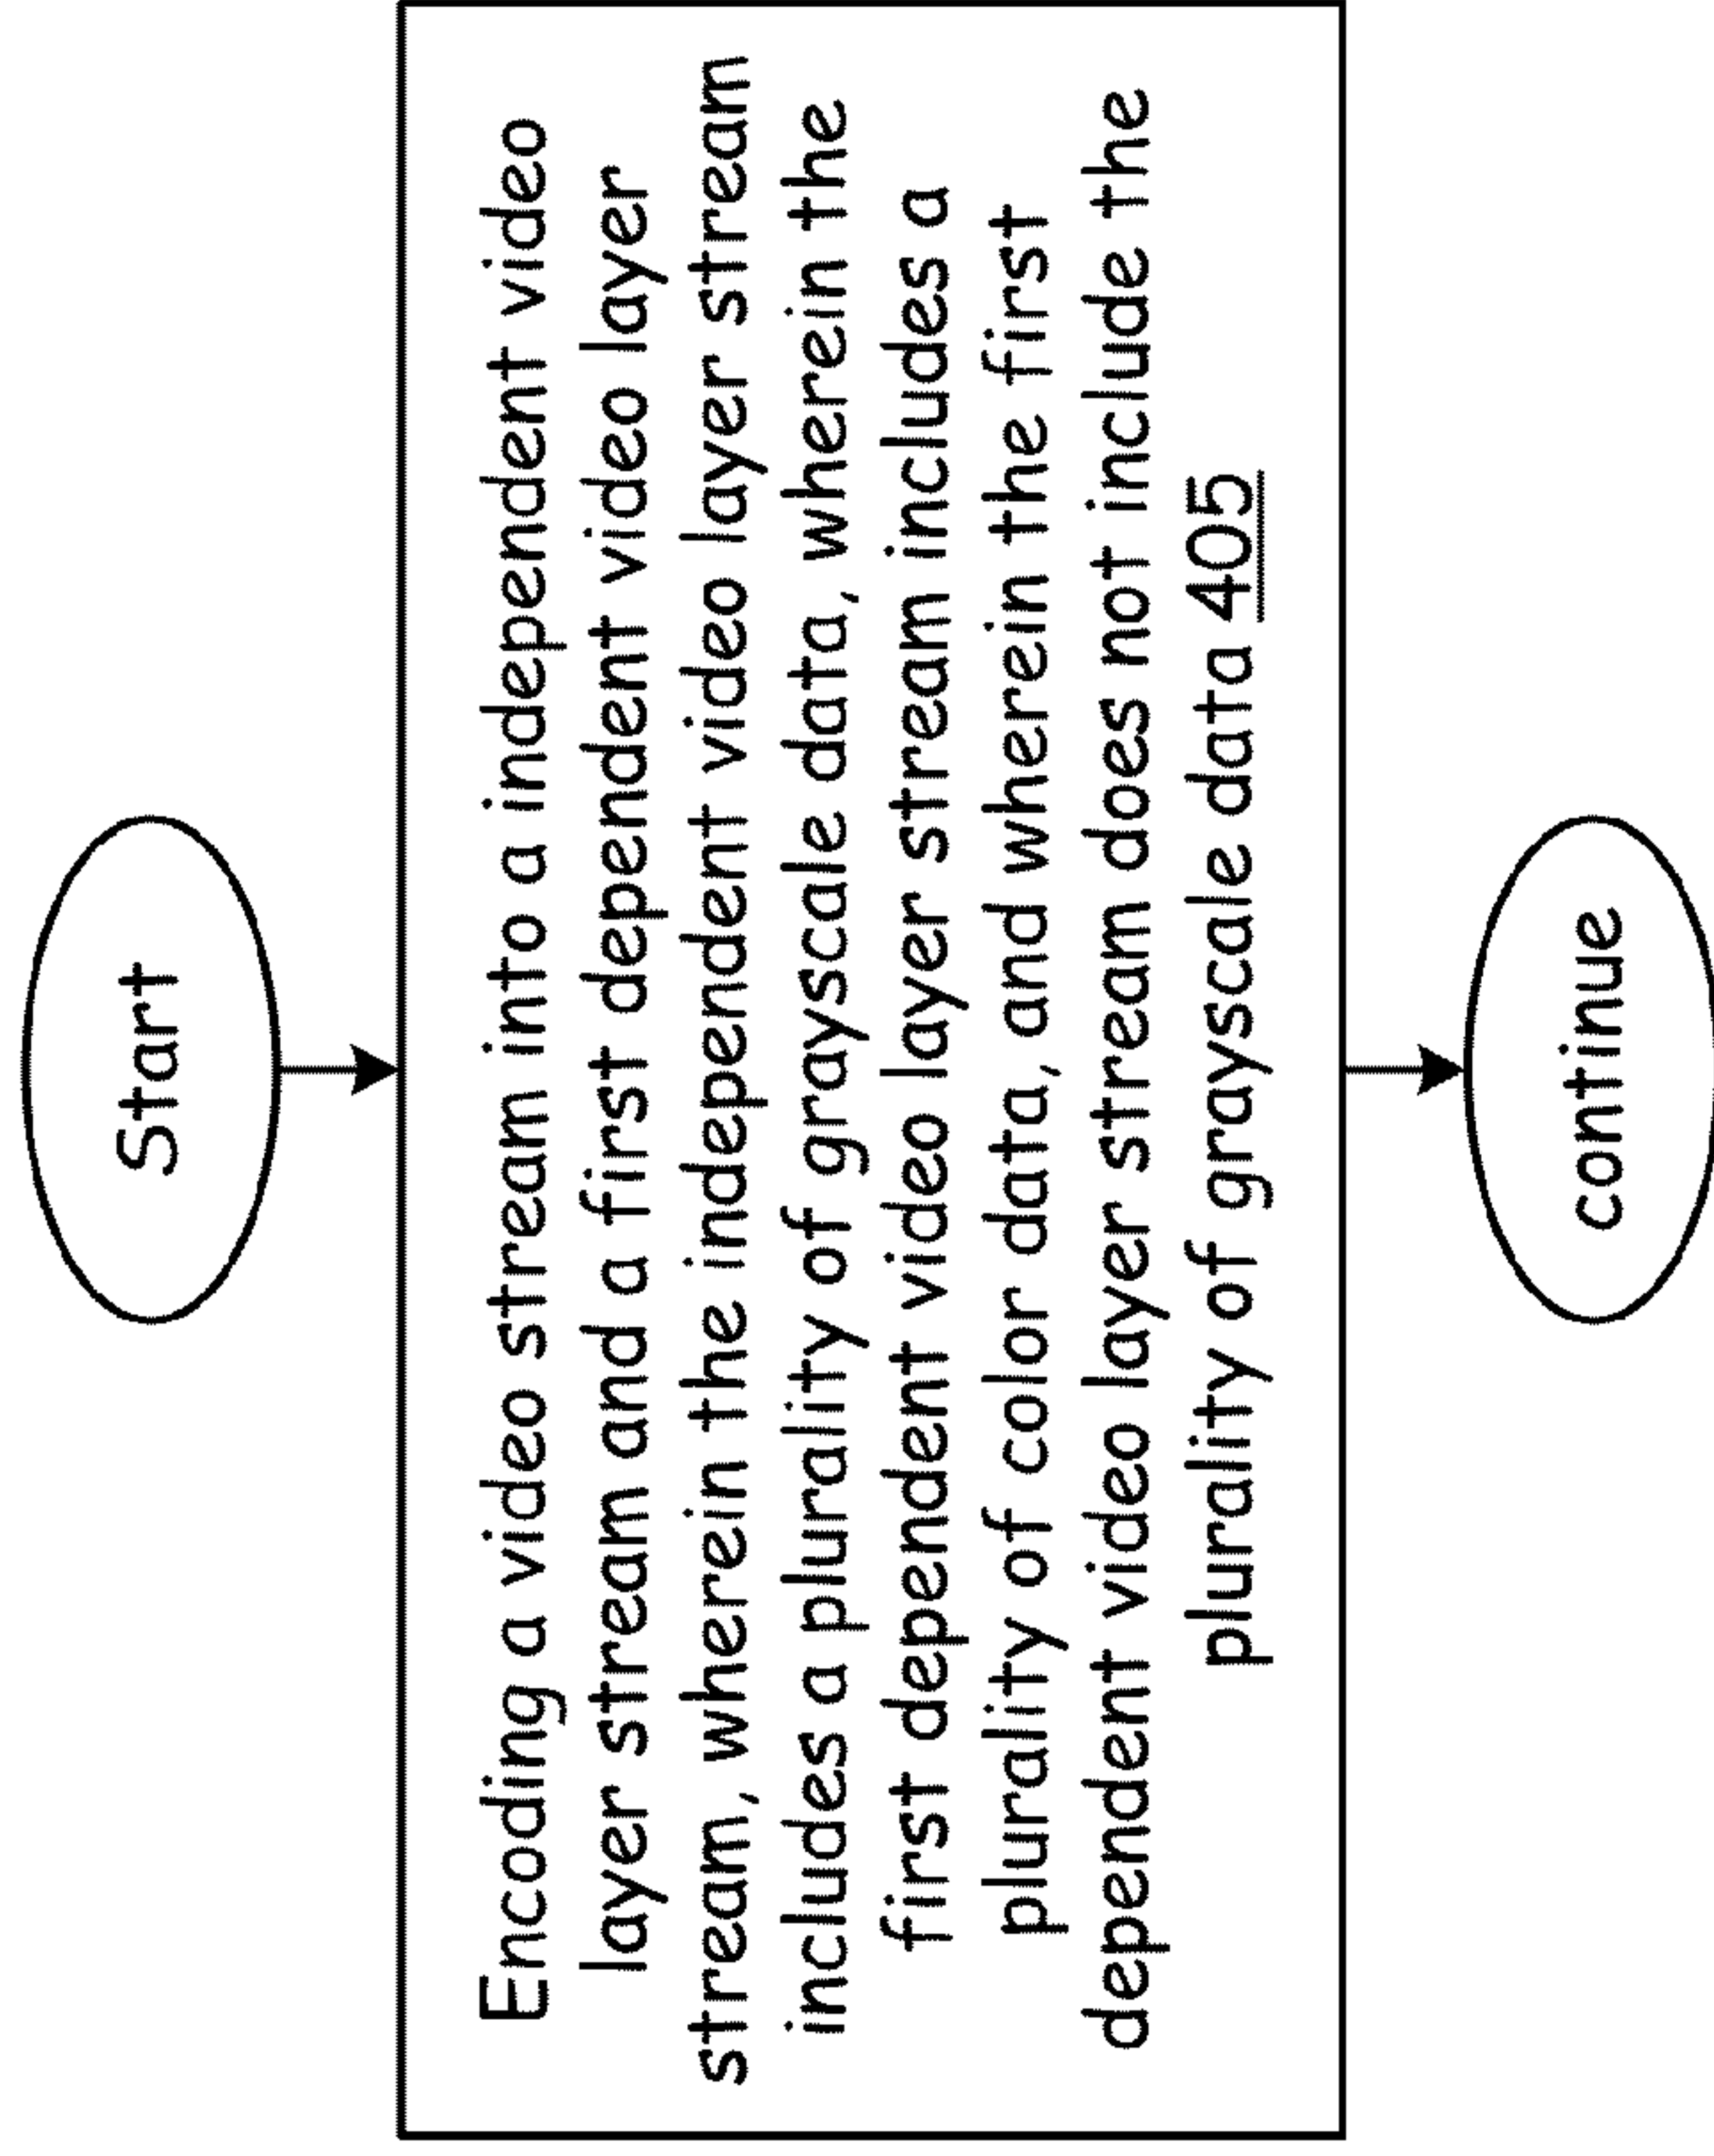 Start
Encoding a video stream into a independent video
layer stream and a first dependent video layer
stream, wherein the independent video layer stream
includes a plurality of grayscale data, wherein the
first dependent video layer stream includes a
plurality of color data, and wherein the first
dependent video layer stream does not include the
plurality of grayscale data 405
continue